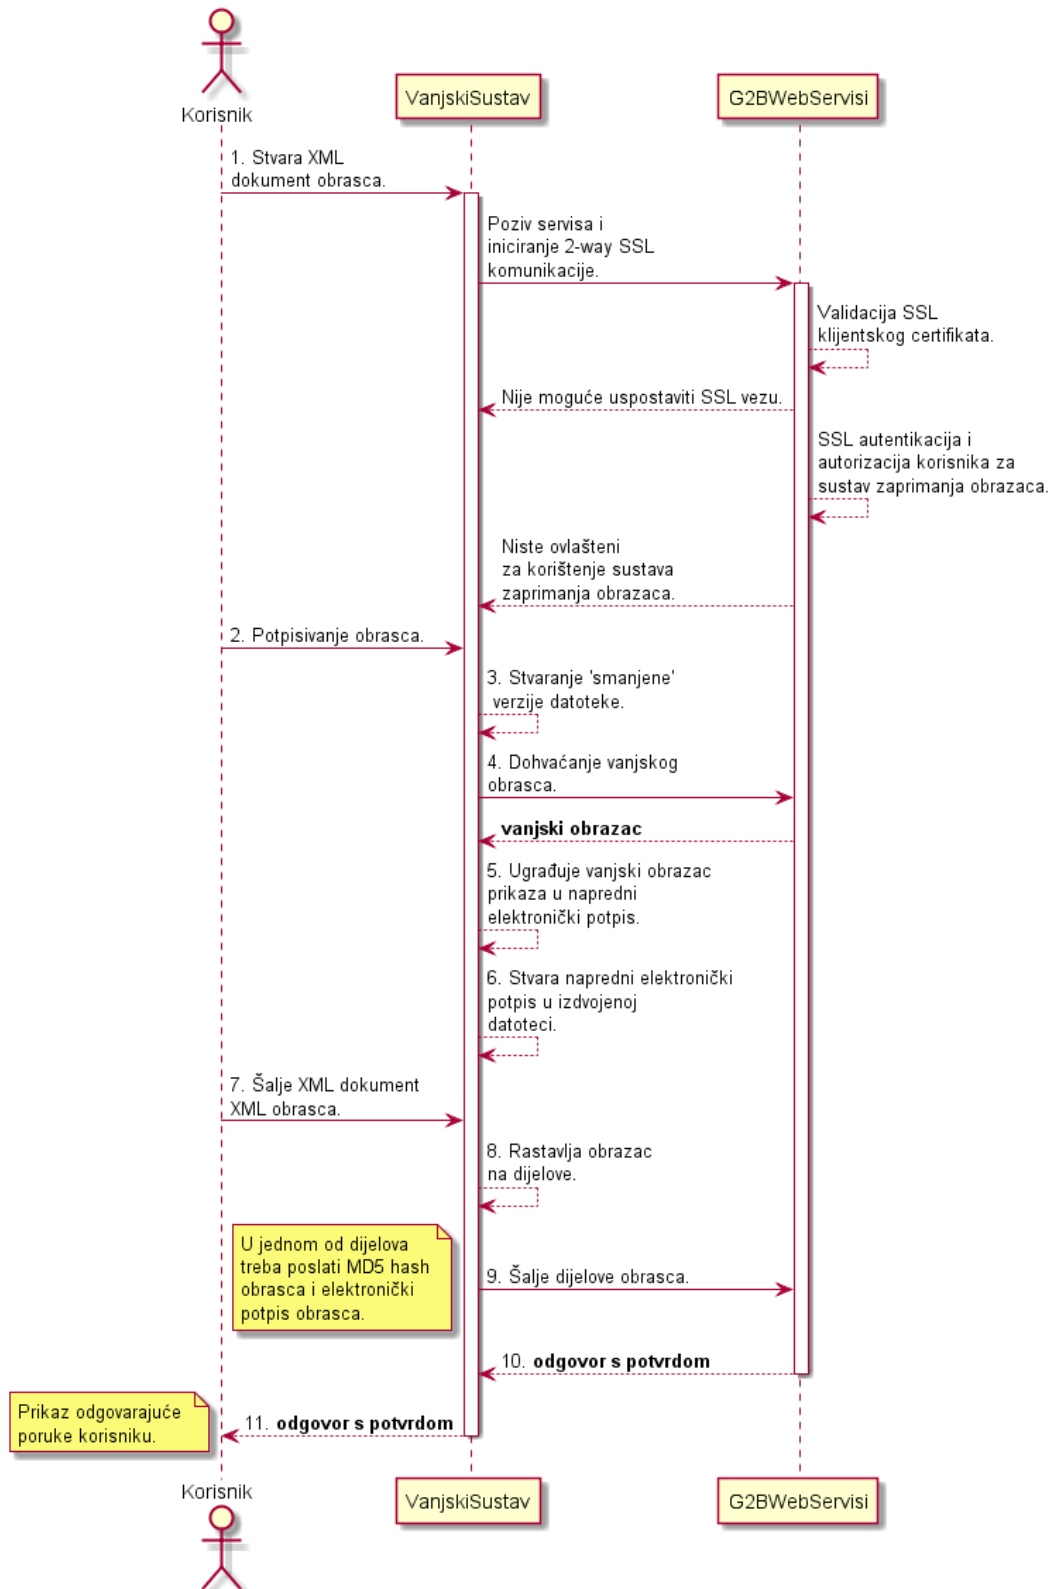 Korisnik
VanjskiSustav
G2BWebServisi
1. Stvara XML
dokument obrasca.
Poziv servisa i
iniciranje 2-way SSL
komunikacije.
Validacija SSL
klijentskog certifikata.
Nije moguće uspostaviti SSL vezu.
SSL autentikacija i
autorizacija korisnika za
sustav zaprimanja obrazaca.
Niste ovlašteni
za korištenje sustava
zaprimanja obrazaca.
2. Potpisivanje obrasca.
3. Stvaranje 'smanjene'
verzije datoteke.
4. Dohvaćanje vanjskog
obrasca.
vanjski obrazac
5. Ugrađuje vanjski obrazac
prikaza u napredni
elektronički potpis.
6. Stvara napredni elektronički
potpis u izdvojenoj
datoteci.
7. Šalje XML dokument
XML obrasca.
8. Rastavlja obrazac
na dijelove.
U jednom od dijelova
treba poslati MD5 hash
obrasca i elektronički
potpis obrasca.
9. Šalje dijelove obrasca.
10. odgovor s potvrdom
Prikaz odgovarajuće
poruke korisniku.
11. odgovor s potvrdom
Korisnik
VanjskiSustav
G2BWebServisi